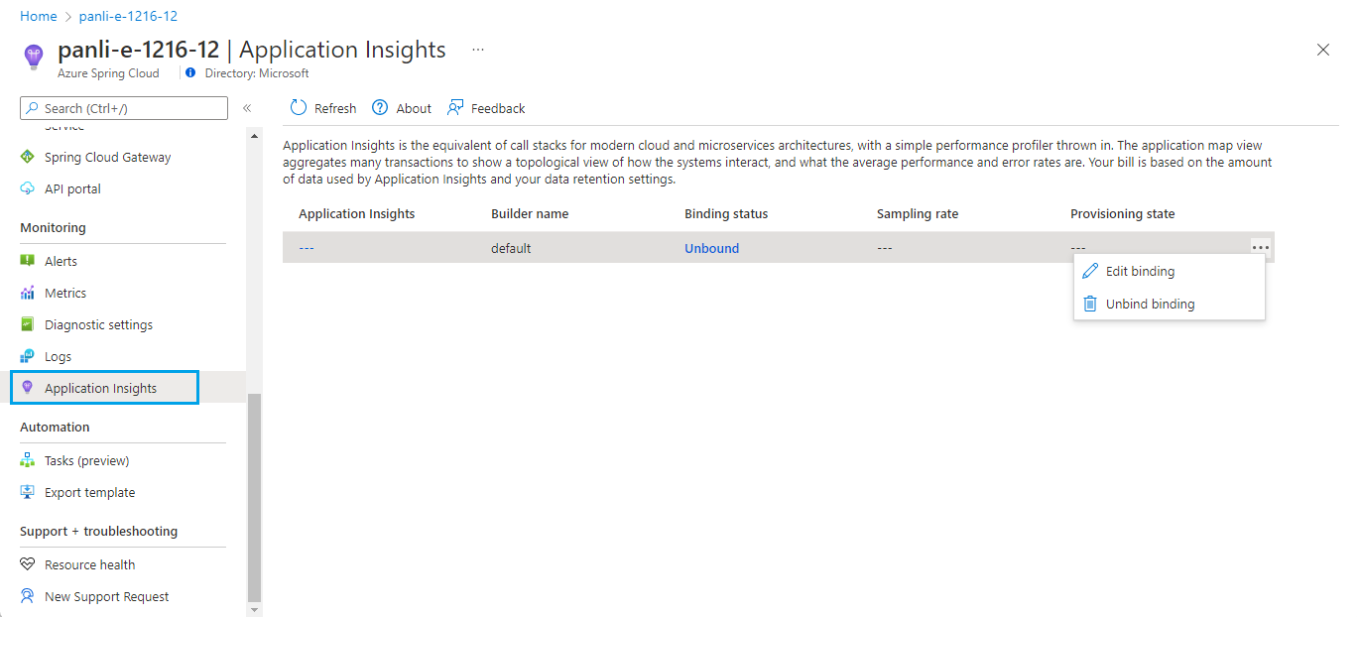 Home > panli-e-1216-12
panli-e-1216-12 | Application Insights ...
Azure Spring Cloud | Directory: Microsoft
Search (Ctrl+/) «
Service
Spring Cloud Gateway
API portal
Monitoring
Alerts
Metrics
Diagnostic settings
Logs
Application Insights
Automation
Tasks (preview)
Export template
Support + troubleshooting
Resource health
New Support Request
Refresh About Feedback
Application Insights is the equivalent of call stacks for modern cloud and microservices architectures, with a simple performance profiler thrown in. The application map view
aggregates many transactions to show a topological view of how the systems interact, and what the average performance and error rates are. Your bill is based on the amount
of data used by Application Insights and your data retention settings.
Application Insights Builder name Binding status Sampling rate Provisioning state
--- default Unbound --- --- ...
Edit binding
Unbind binding